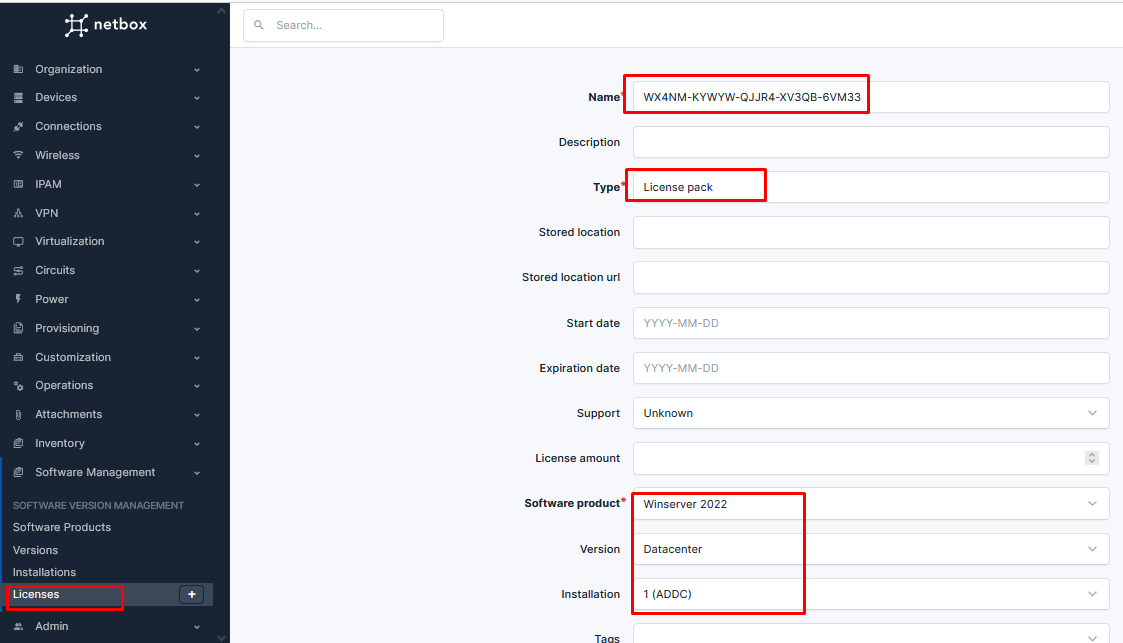 netbox
Search...
Organization
Devices
Connections
Wireless
IPAM
VPN
Virtualization
Circuits
Power
Provisioning
Customization
Operations
Attachments
Inventory
Software Management
SOFTWARE VERSION MANAGEMENT
Software Products
Versions
Installations
Licenses +
Admin
Name* WX4NM-KYWYW-QJJR4-XV3QB-6VM33
Description
Type* License pack
Stored location
Stored location url
Start date YYYY-MM-DD
Expiration date YYYY-MM-DD
Support Unknown
License amount
Software product* Winserver 2022
Version Datacenter
Installation 1 (ADDC)
Tags